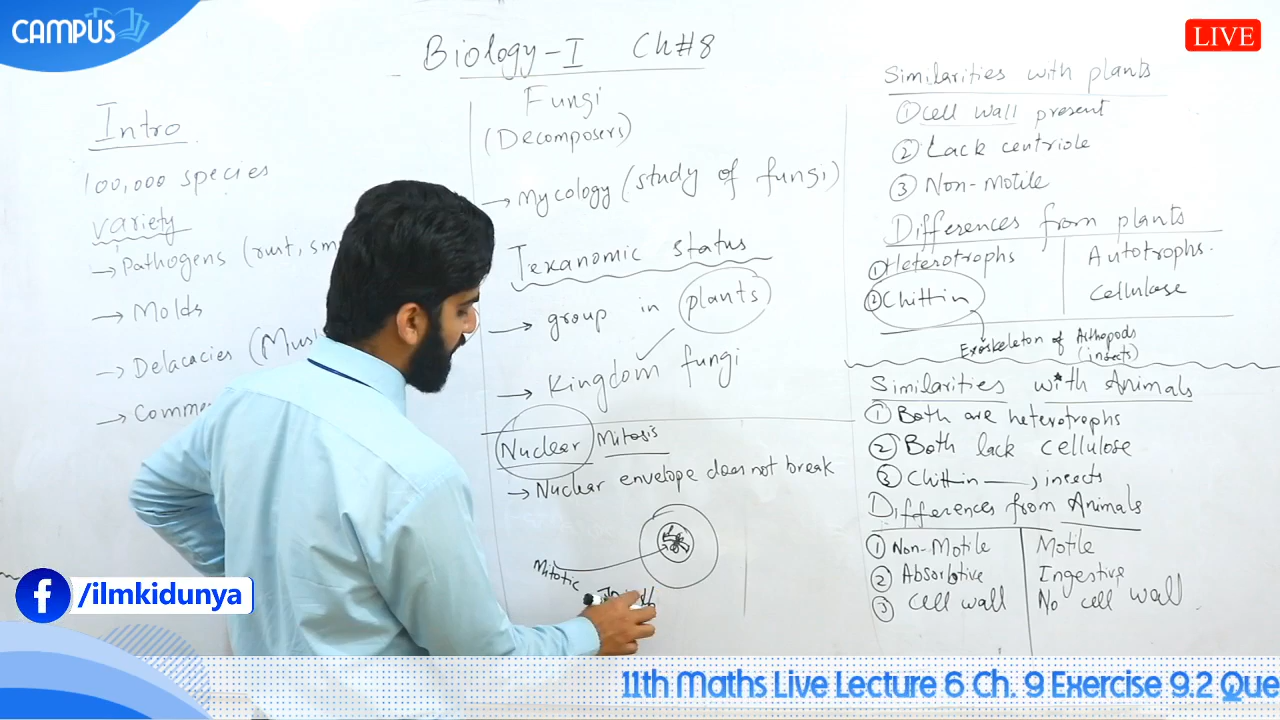 CAMPUS
LIVE
Biology-I Ch#8
Intro
100,000 species
variety
→ Pathogens (rust, sm
→ Molds
→ Delacacies (Mus
→ Comme
Fungi
(Decomposers)
→ Mycology (study of fungi)
Texanomic status
→ group in plants
→ Kingdom fungi
Nuclear Mitosis
→ Nuclear envelope does not break
Mitotic
Similarities with plants
① Cell wall present
② Lack centriole
③ Non-Motile
Differences from plants
① Heterotrophs Autotrophs.
② Chittin Cellulase
Exoskeleton of Arthopods
(insects)
Similarities with Animals
① Both are heterotrophs
② Both lack cellulose
③ Chittin —, insects
Differences from Animals
① Non-Motile Motile
② Absorbtive Ingestive
③ Cell wall No cell wall
f /ilmkidunya
11th Maths Live Lecture 6 Ch. 9 Exercise 9.2 Que